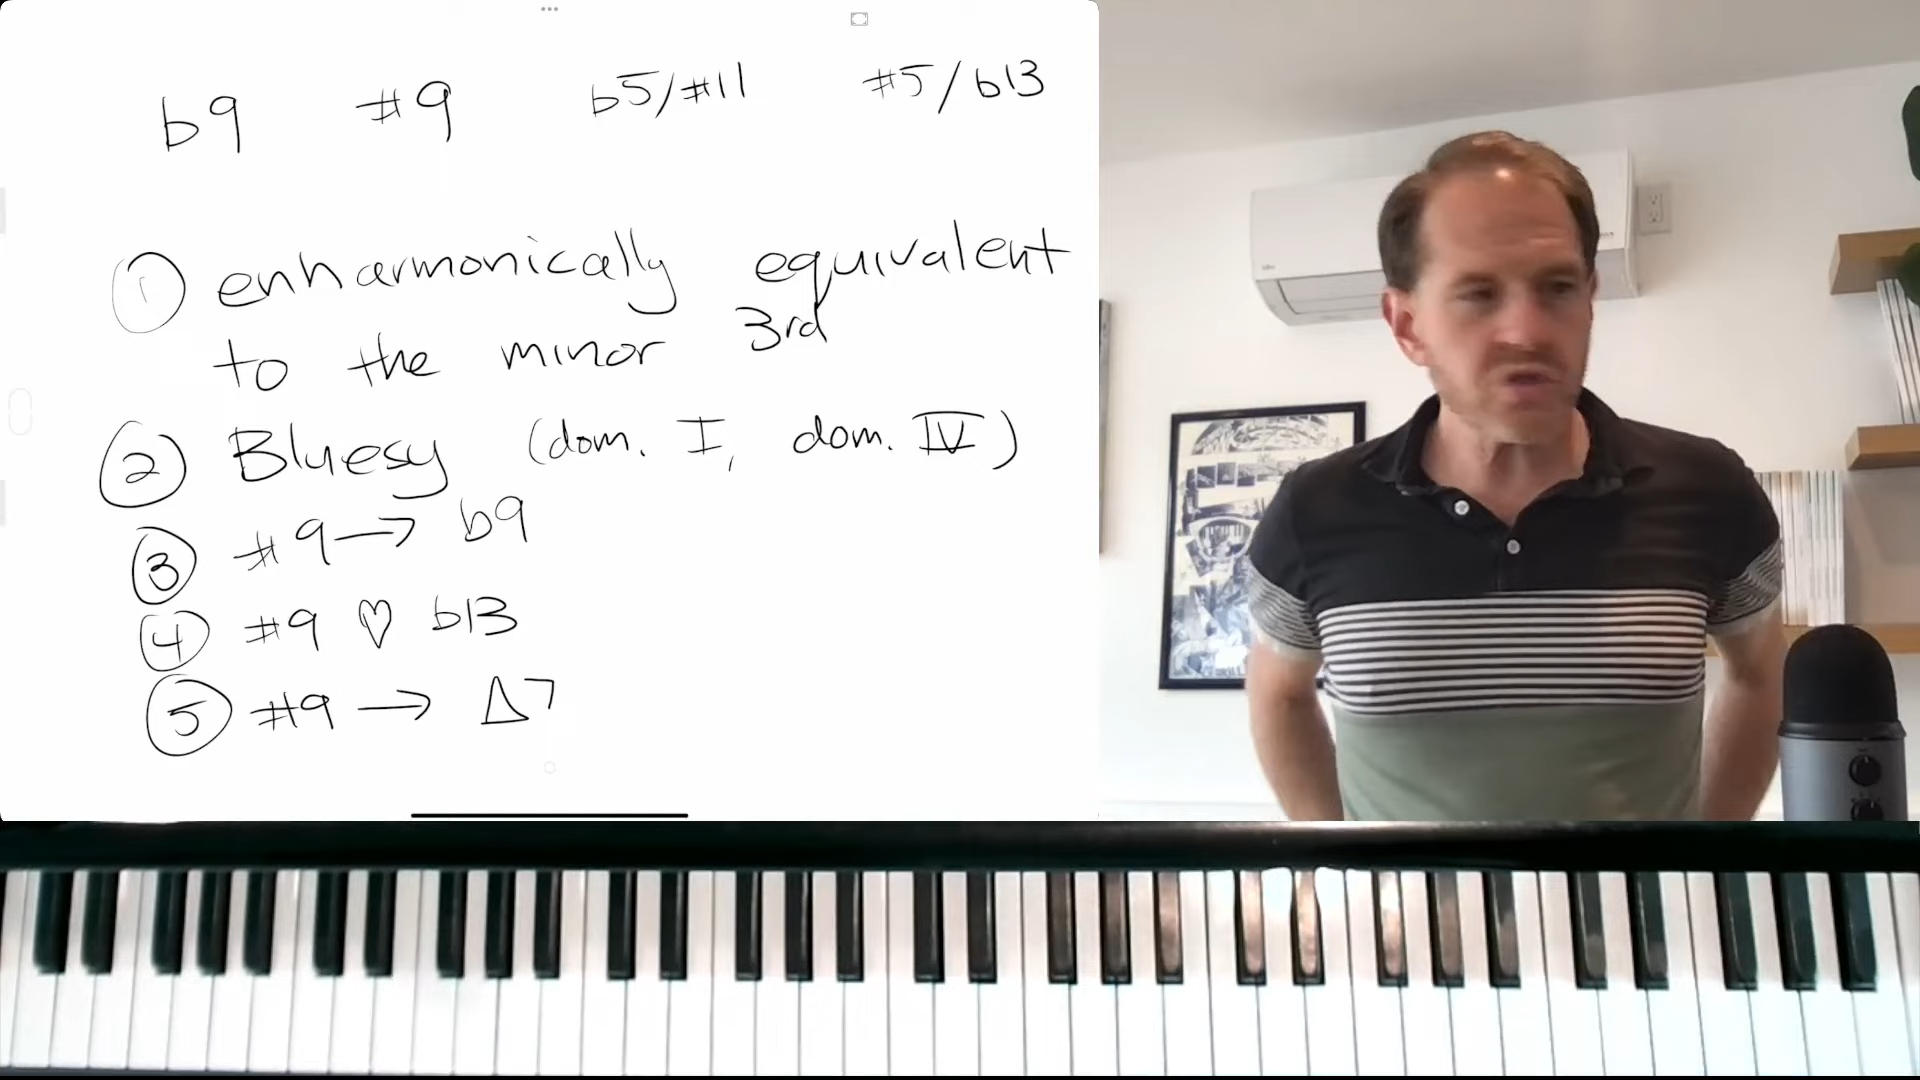 b9 #9 b5/#11 #5/b13
① enharmonically equivalent
to the minor 3rd
② Bluesy (dom. I, dom. IV)
③ #9 → b9
④ #9 ♡ b13
⑤ #9 → Δ7